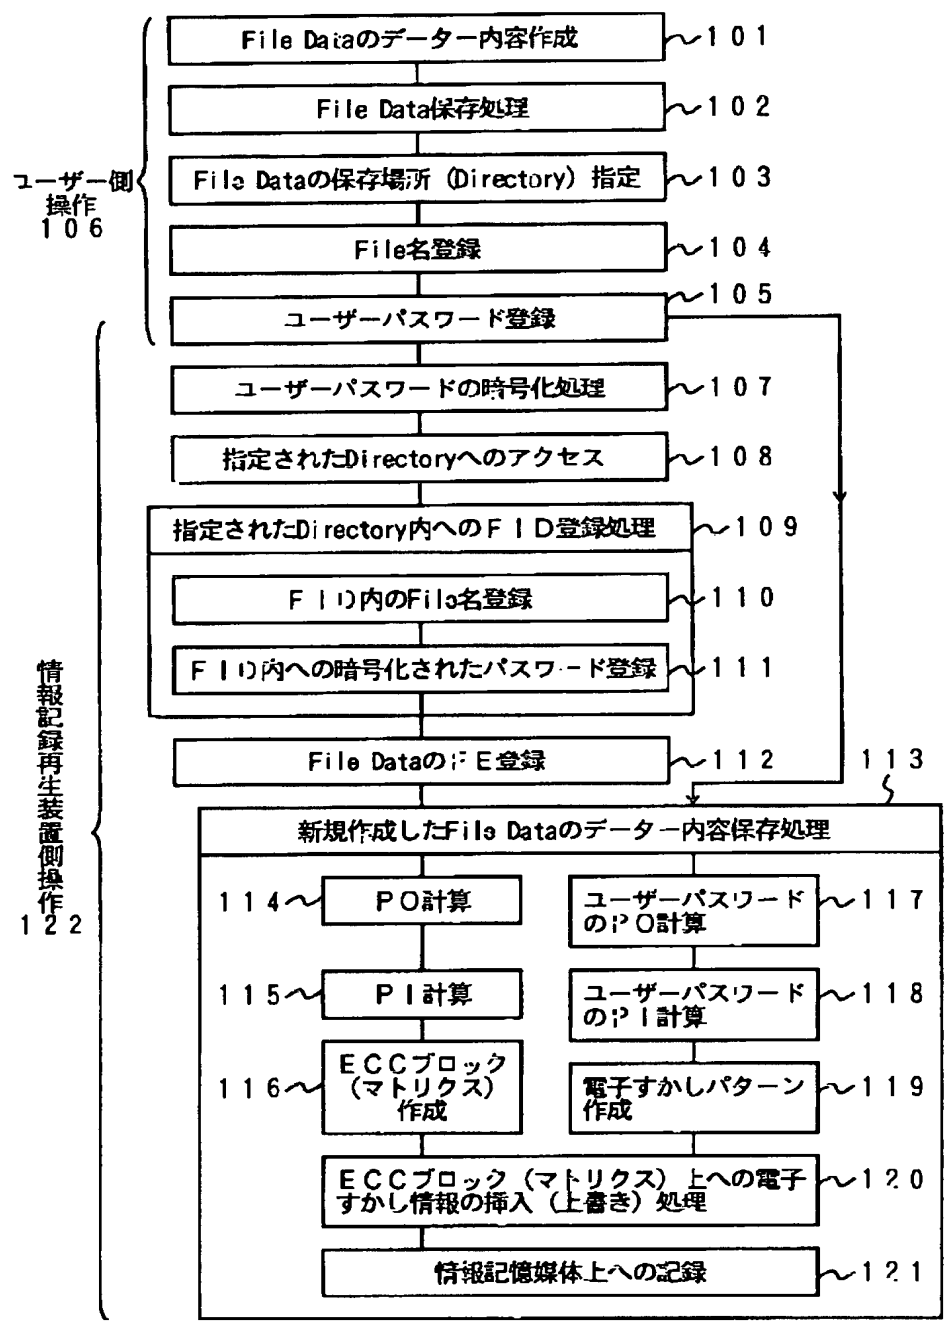 File Dataのデーター内容作成
101
File Data保存処理
102
File Dataの保存場所（Directory）指定
103
File名登録
104
ユーザーパスワード登録
105
ユーザー側
操作
106
ユーザーパスワードの暗号化処理
107
指定されたDirectoryへのアクセス
108
指定されたDirectory内へのFID登録処理
109
FID内のFile名登録
110
FID内への暗号化されたパスワード登録
111
File DataのFE登録
112
113
新規作成したFile Dataのデーター内容保存処理
114
PO計算
115
PI計算
116
ECCブロック
（マトリクス）
作成
ユーザーパスワード
のPO計算
117
ユーザーパスワード
のPI計算
118
電子すかしパターン
作成
119
ECCブロック（マトリクス）上への電子
すかし情報の挿入（上書き）処理
120
情報記憶媒体上への記録
121
情報記録再生装置側操作
122